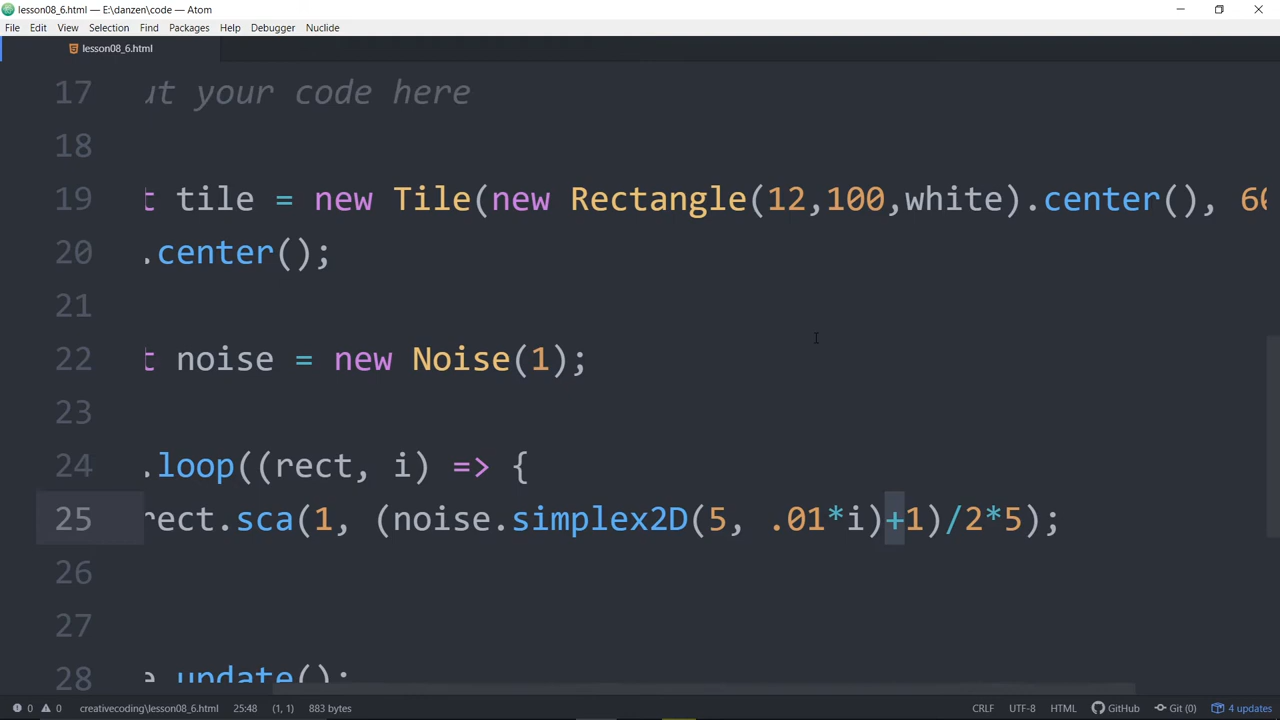 lesson08_6.html — E:\danzen\code — Atom
File Edit View Selection Find Packages Help Debugger Nuclide
lesson08_6.html
17 ut your code here
18
19 t tile = new Tile(new Rectangle(12,100,white).center(), 60
20 .center();
21
22 t noise = new Noise(1);
23
24 .loop((rect, i) => {
25 rect.sca(1, (noise.simplex2D(5, .01*i)+1)/2*5);
26
27
28 e.update();
0 0 creativecoding\lesson08_6.html 25:48 (1, 1) 883 bytes CRLF UTF-8 HTML GitHub Git (0) 4 updates